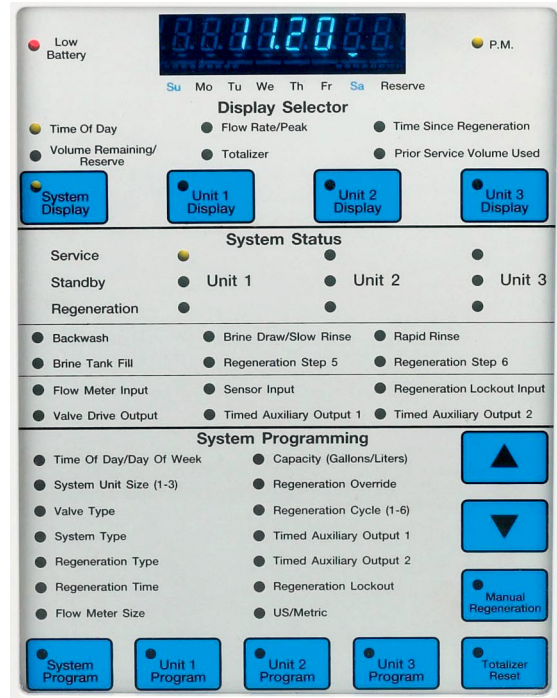 Low
Battery
11.20
P.M.
Su Mo Tu We Th Fr Sa Reserve
Display Selector
Time Of Day
Flow Rate/Peak
Time Since Regeneration
Volume Remaining/
Reserve
Totalizer
Prior Service Volume Used
System
Display
Unit 1
Display
Unit 2
Display
Unit 3
Display
System Status
Service
Standby
Unit 1
Unit 2
Unit 3
Regeneration
Backwash
Brine Draw/Slow Rinse
Rapid Rinse
Brine Tank Fill
Regeneration Step 5
Regeneration Step 6
Flow Meter Input
Sensor Input
Regeneration Lockout Input
Valve Drive Output
Timed Auxiliary Output 1
Timed Auxiliary Output 2
System Programming
Time Of Day/Day Of Week
Capacity (Gallons/Liters)
System Unit Size (1-3)
Regeneration Override
Valve Type
Regeneration Cycle (1-6)
System Type
Timed Auxiliary Output 1
Regeneration Type
Timed Auxiliary Output 2
Regeneration Time
Regeneration Lockout
Flow Meter Size
US/Metric
Manual
Regeneration
System
Program
Unit 1
Program
Unit 2
Program
Unit 3
Program
Totalizer
Reset